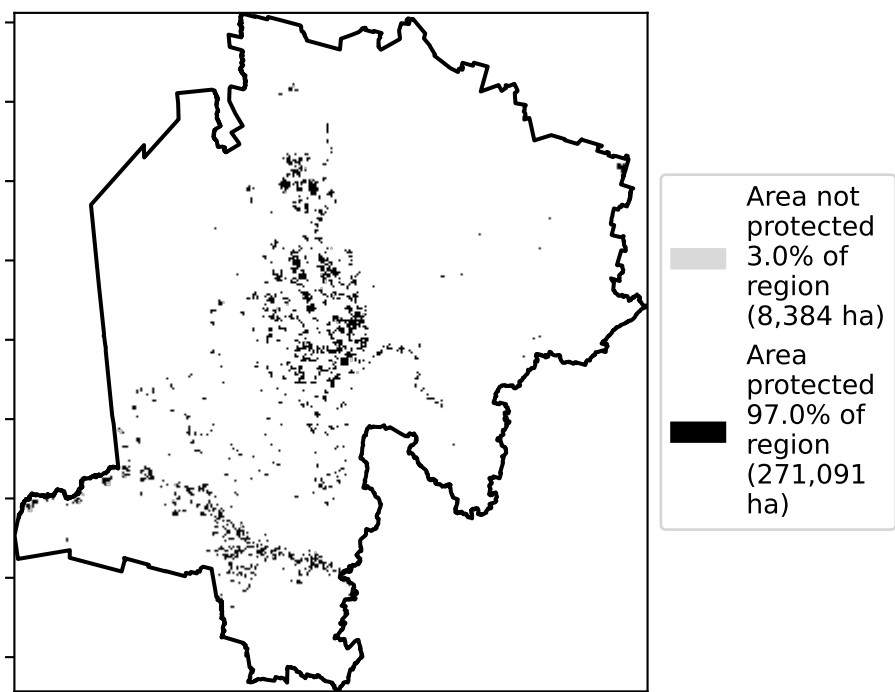 Area not
protected
3.0% of
region
(8,384 ha)
Area
protected
97.0% of
region
(271,091
ha)